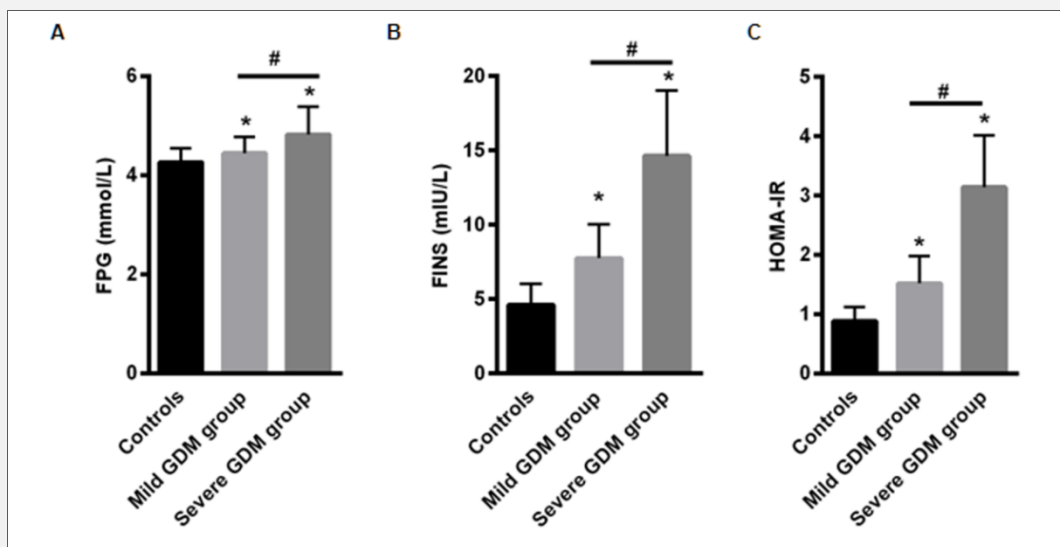 A
FPG (mmol/L)
6
4
2
0
#
*
*
Controls
Mild GDM group
Severe GDM group
B
FINS (mIU/L)
20
15
10
5
0
#
*
*
Controls
Mild GDM group
Severe GDM group
C
HOMA-IR
5
4
3
2
1
0
#
*
*
Controls
Mild GDM group
Severe GDM group